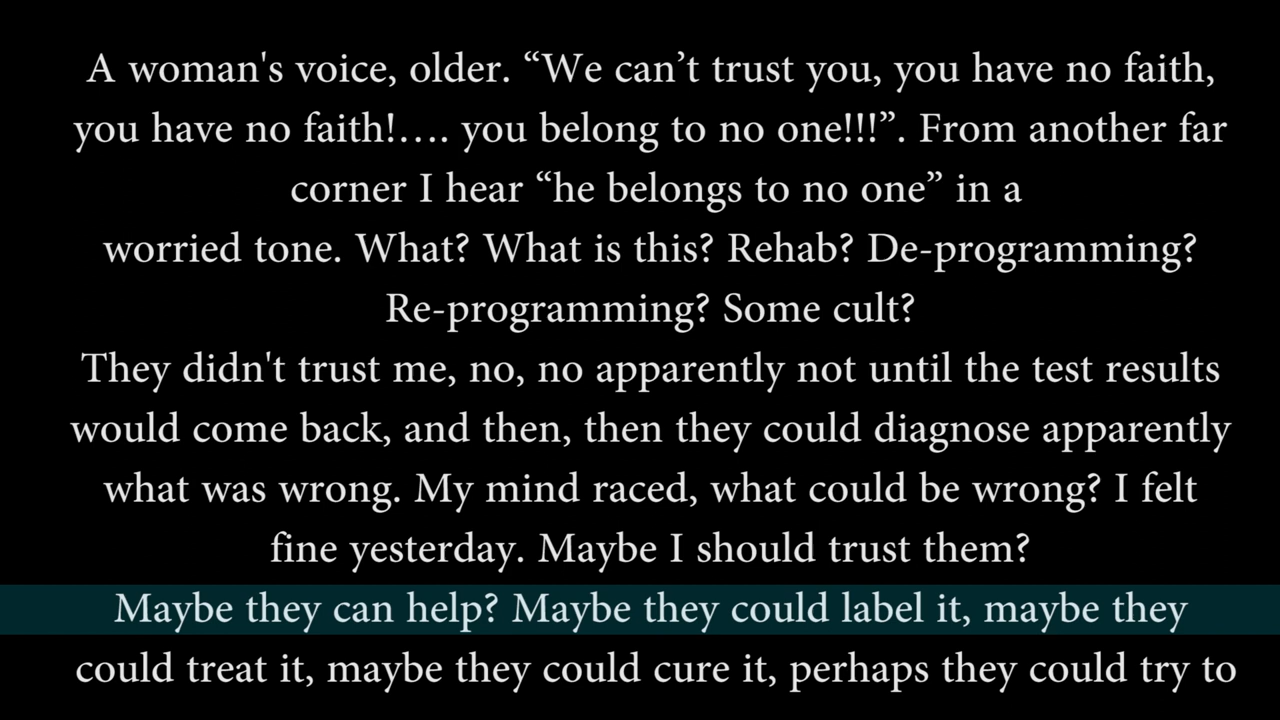 A woman's voice, older. “We can’t trust you, you have no faith,
you have no faith!…. you belong to no one!!!”. From another far
corner I hear “he belongs to no one” in a
worried tone. What? What is this? Rehab? De-programming?
Re-programming? Some cult?
They didn't trust me, no, no apparently not until the test results
would come back, and then, then they could diagnose apparently
what was wrong. My mind raced, what could be wrong? I felt
fine yesterday. Maybe I should trust them?
Maybe they can help? Maybe they could label it, maybe they
could treat it, maybe they could cure it, perhaps they could try to